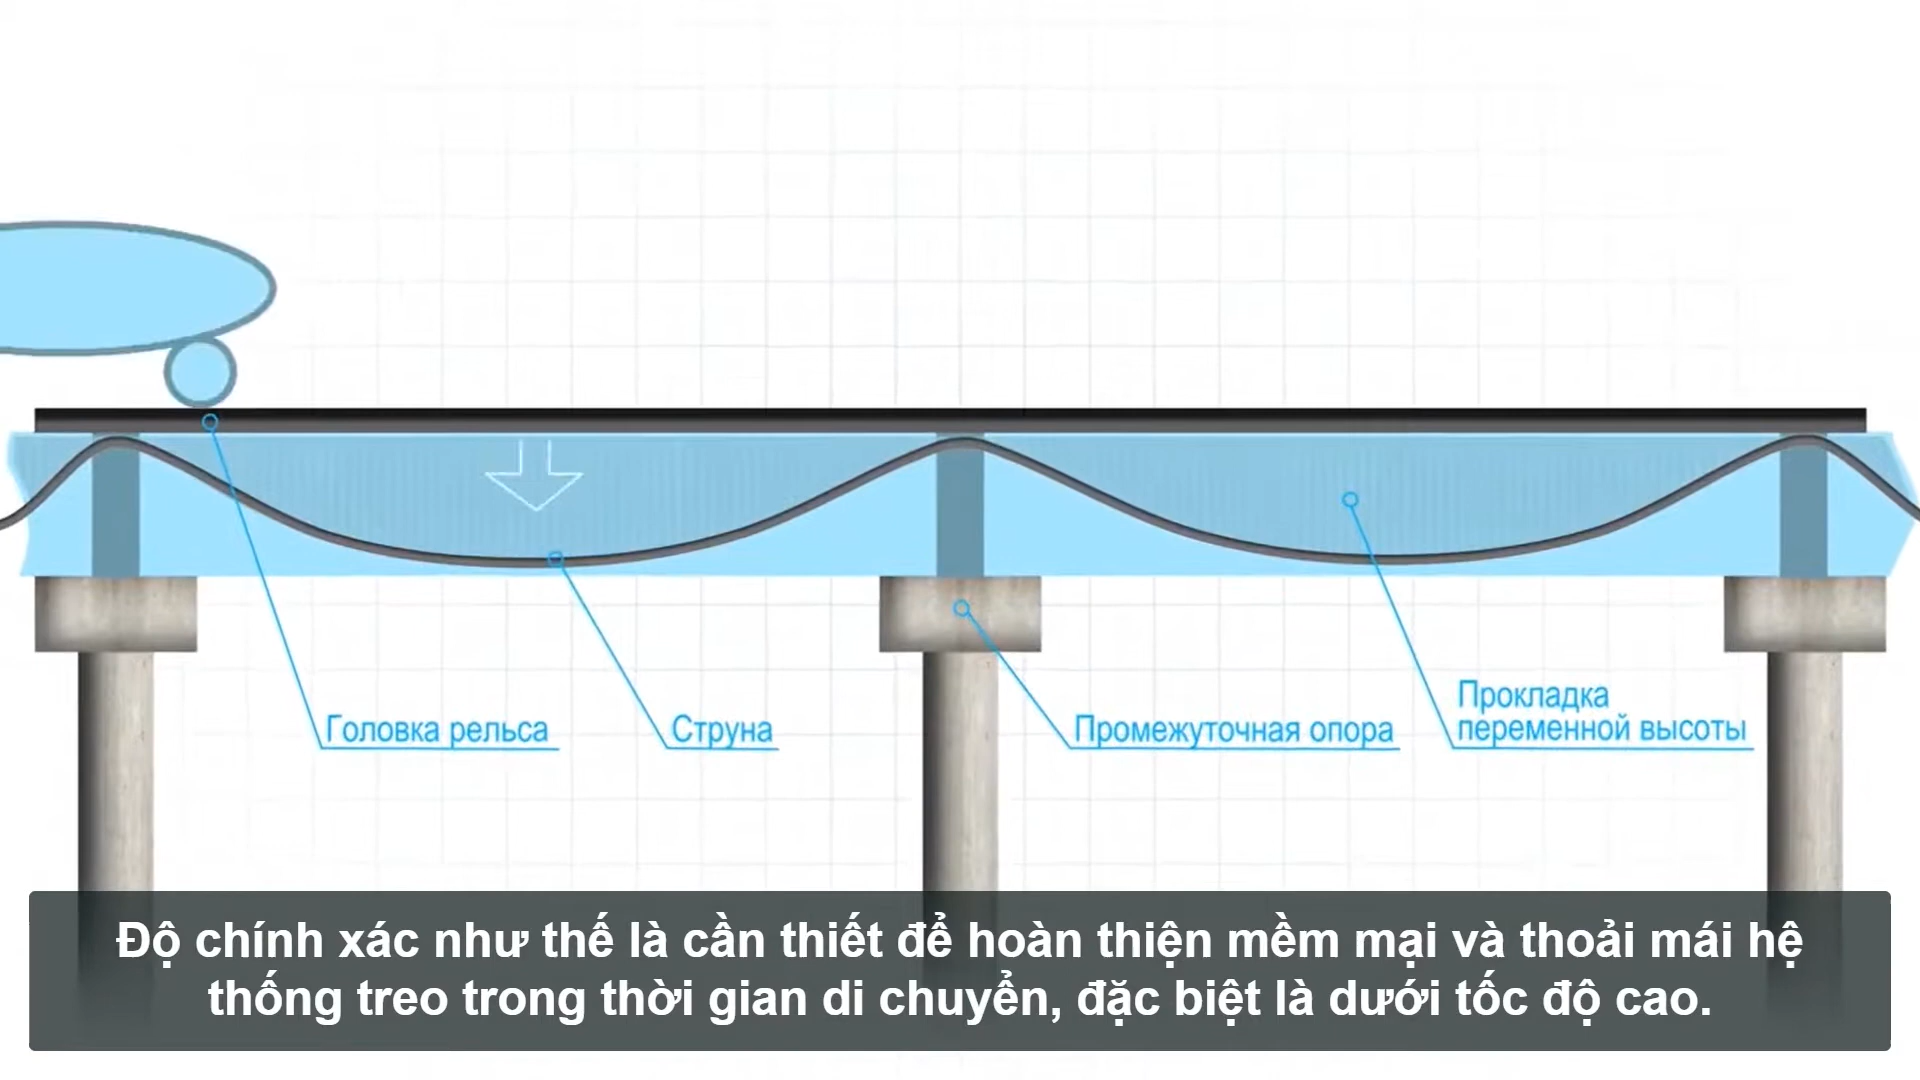 Головка рельса
Струна
Промежуточная опора
Прокладка
переменной высоты
Độ chính xác như thế là cần thiết để hoàn thiện mềm mại và thoải mái hệ
thống treo trong thời gian di chuyển, đặc biệt là dưới tốc độ cao.